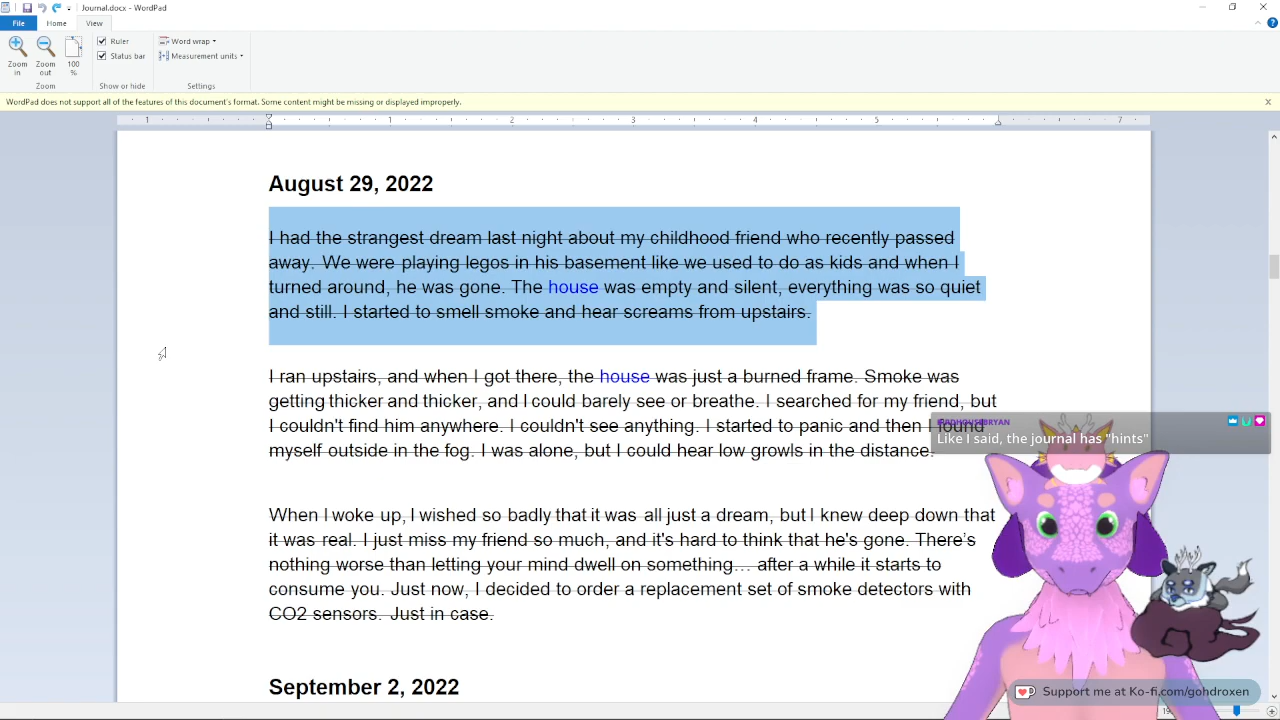 Journal.docx - WordPad
File Home View
Zoom in
Zoom out
100 %
Zoom
Ruler
Status bar
Show or hide
Word wrap
Measurement units
Settings
WordPad does not support all of the features of this document's format. Some content might be missing or displayed improperly.
1 1 2 3 4 5 7
August 29, 2022
I had the strangest dream last night about my childhood friend who recently passed
away. We were playing legos in his basement like we used to do as kids and when I
turned around, he was gone. The house was empty and silent, everything was so quiet
and still. I started to smell smoke and hear screams from upstairs.
I ran upstairs, and when I got there, the house was just a burned frame. Smoke was
getting thicker and thicker, and I could barely see or breathe. I searched for my friend, but
I couldn't find him anywhere. I couldn't see anything. I started to panic and then I found
myself outside in the fog. I was alone, but I could hear low growls in the distance.
When I woke up, I wished so badly that it was all just a dream, but I knew deep down that
it was real. I just miss my friend so much, and it's hard to think that he's gone. There's
nothing worse than letting your mind dwell on something… after a while it starts to
consume you. Just now, I decided to order a replacement set of smoke detectors with
CO2 sensors. Just in case.
September 2, 2022
BIRDHOUSEBRYAN
Like I said, the journal has "hints"
Support me at Ko-fi.com/gohdroxen